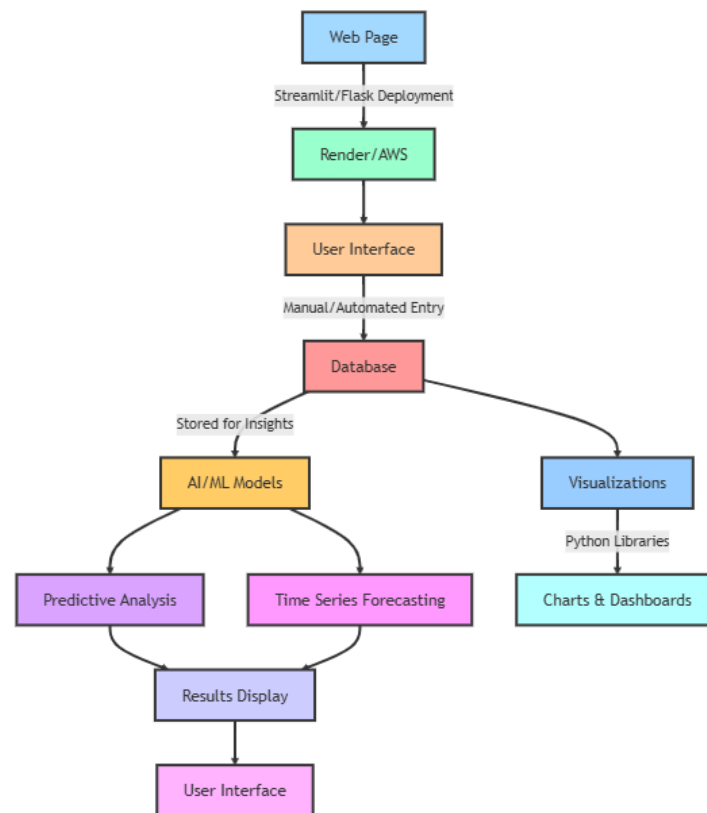 Web Page
Streamlit/Flask Deployment
Render/AWS
User Interface
Manual/Automated Entry
Database
Stored for Insights
AI/ML Models
Visualizations
Python Libraries
Predictive Analysis
Time Series Forecasting
Charts & Dashboards
Results Display
User Interface